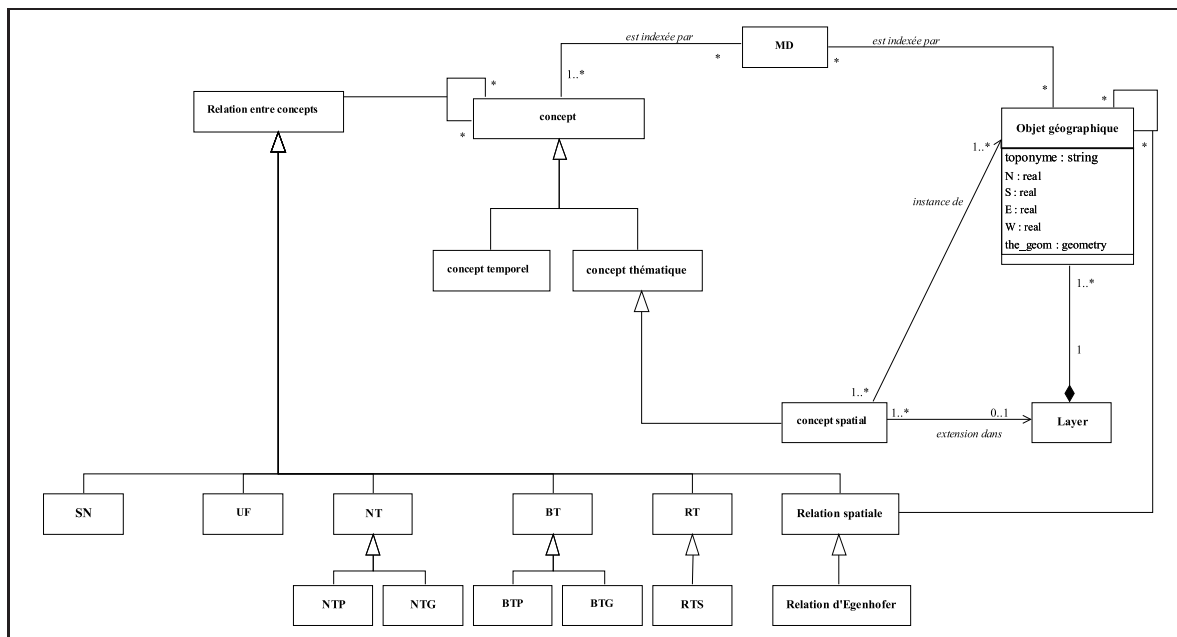 est indexée par
MD
est indexée par
*
*
1..*
*
*
*
Relation entre concepts
concept
*
Objet géographique
*
1..*
toponyme : string
N : real
S : real
E : real
W : real
the_geom : geometry
instance de
concept temporel
concept thématique
1..*
1
1..*
concept spatial
1..*
0..1
Layer
extension dans
SN
UF
NT
BT
RT
Relation spatiale
NTP
NTG
BTP
BTG
RTS
Relation d'Egenhofer